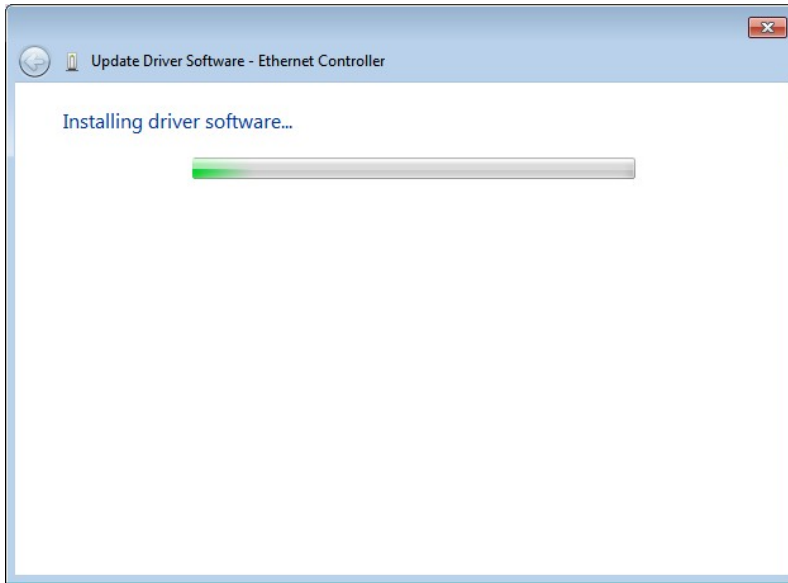 Update Driver Software - Ethernet Controller
Installing driver software...